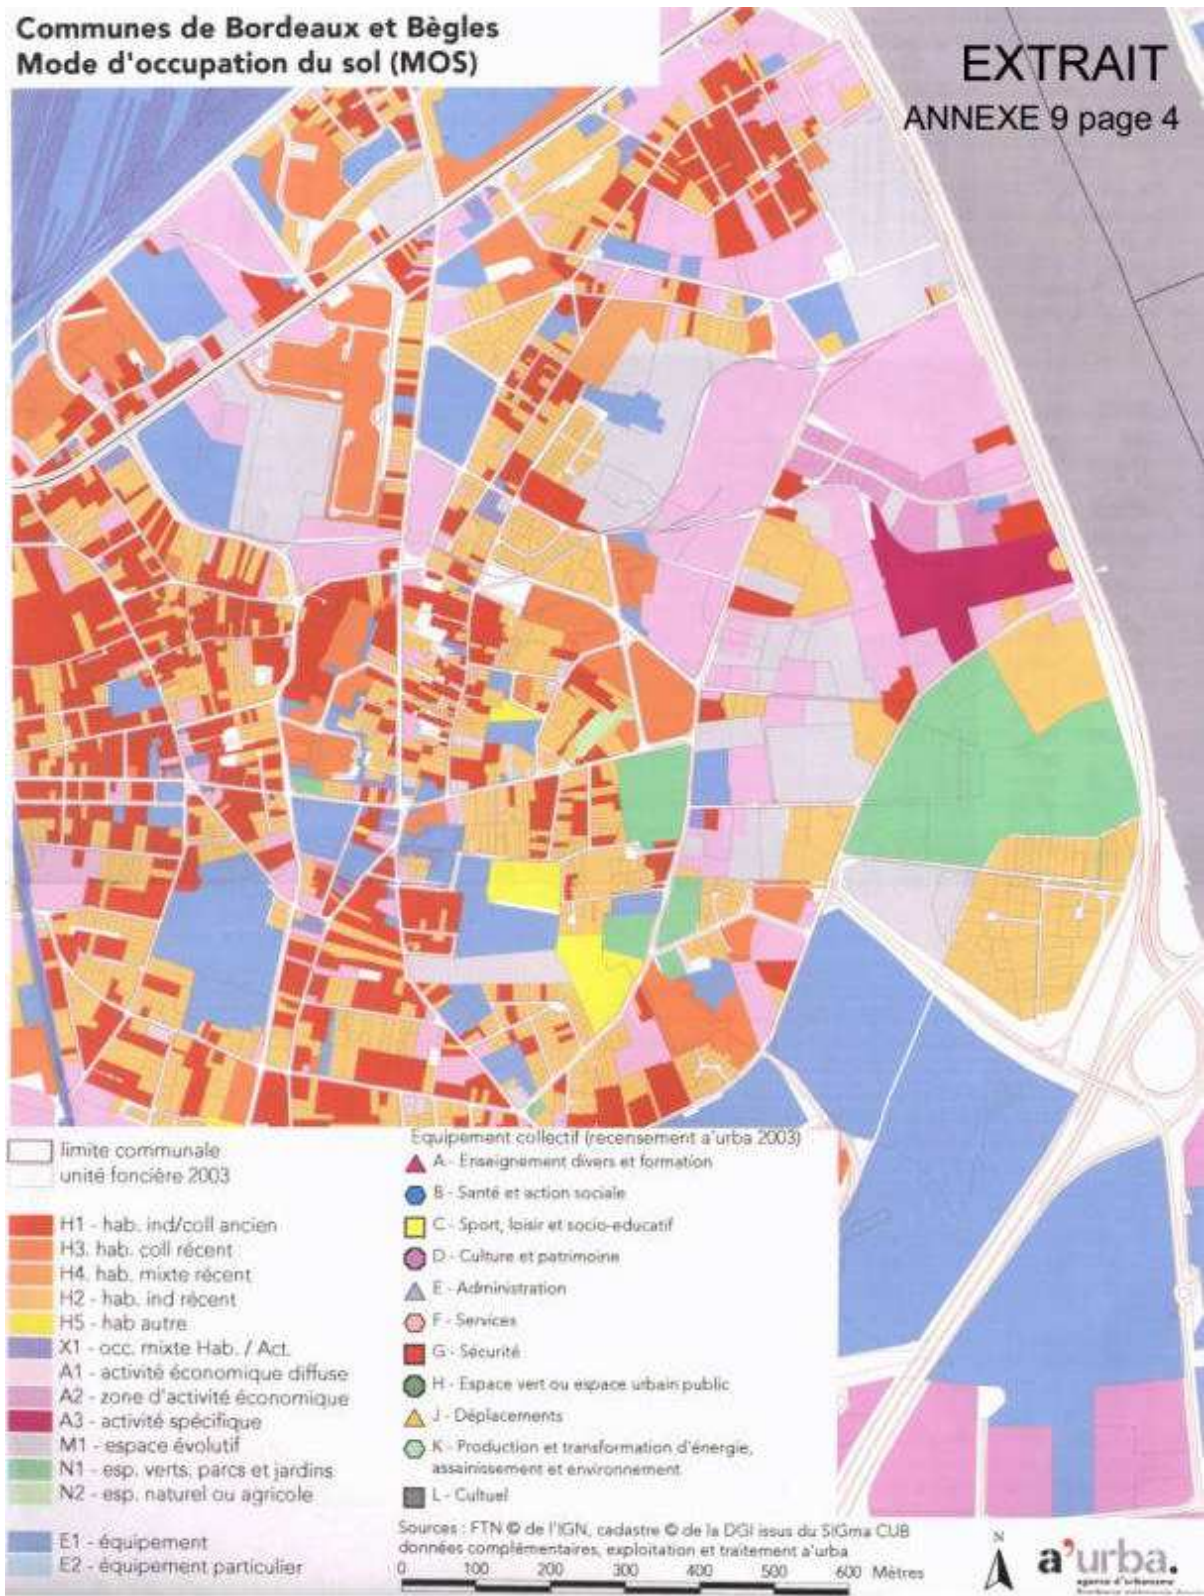 Communes de Bordeaux et Bègles
Mode d'occupation du sol (MOS)
EXTRAIT
ANNEXE 9 page 4
limite communale
unité foncière 2003
H1 - hab. ind/coll ancien
H3. hab. coll récent
H4. hab. mixte récent
H2 - hab. ind récent
H5 - hab autre
X1 - occ. mixte Hab. / Act.
A1 - activité économique diffuse
A2 - zone d'activité économique
A3 - activité spécifique
M1 - espace évolutif
N1 - esp. verts, parcs et jardins
N2 - esp. naturel ou agricole
E1 - équipement
E2 - équipement particulier
Equipement collectif (recensement a'urba 2003)
A - Enseignement divers et formation
B - Santé et action sociale
C - Sport, loisir et socio-educatif
D - Culture et patrimoine
E - Administration
F - Services
G - Sécurité
H - Espace vert ou espace urbain public
J - Déplacements
K - Production et transformation d'énergie,
assainissement et environnement
L - Cultuel
Sources : FTN © de l'IGN, cadastre © de la DGI issus du SIGma CUB
données complémentaires, exploitation et traitement a'urba
0 100 200 300 400 500 600 Mètres
N
a'urba.
agence d'urbanisme